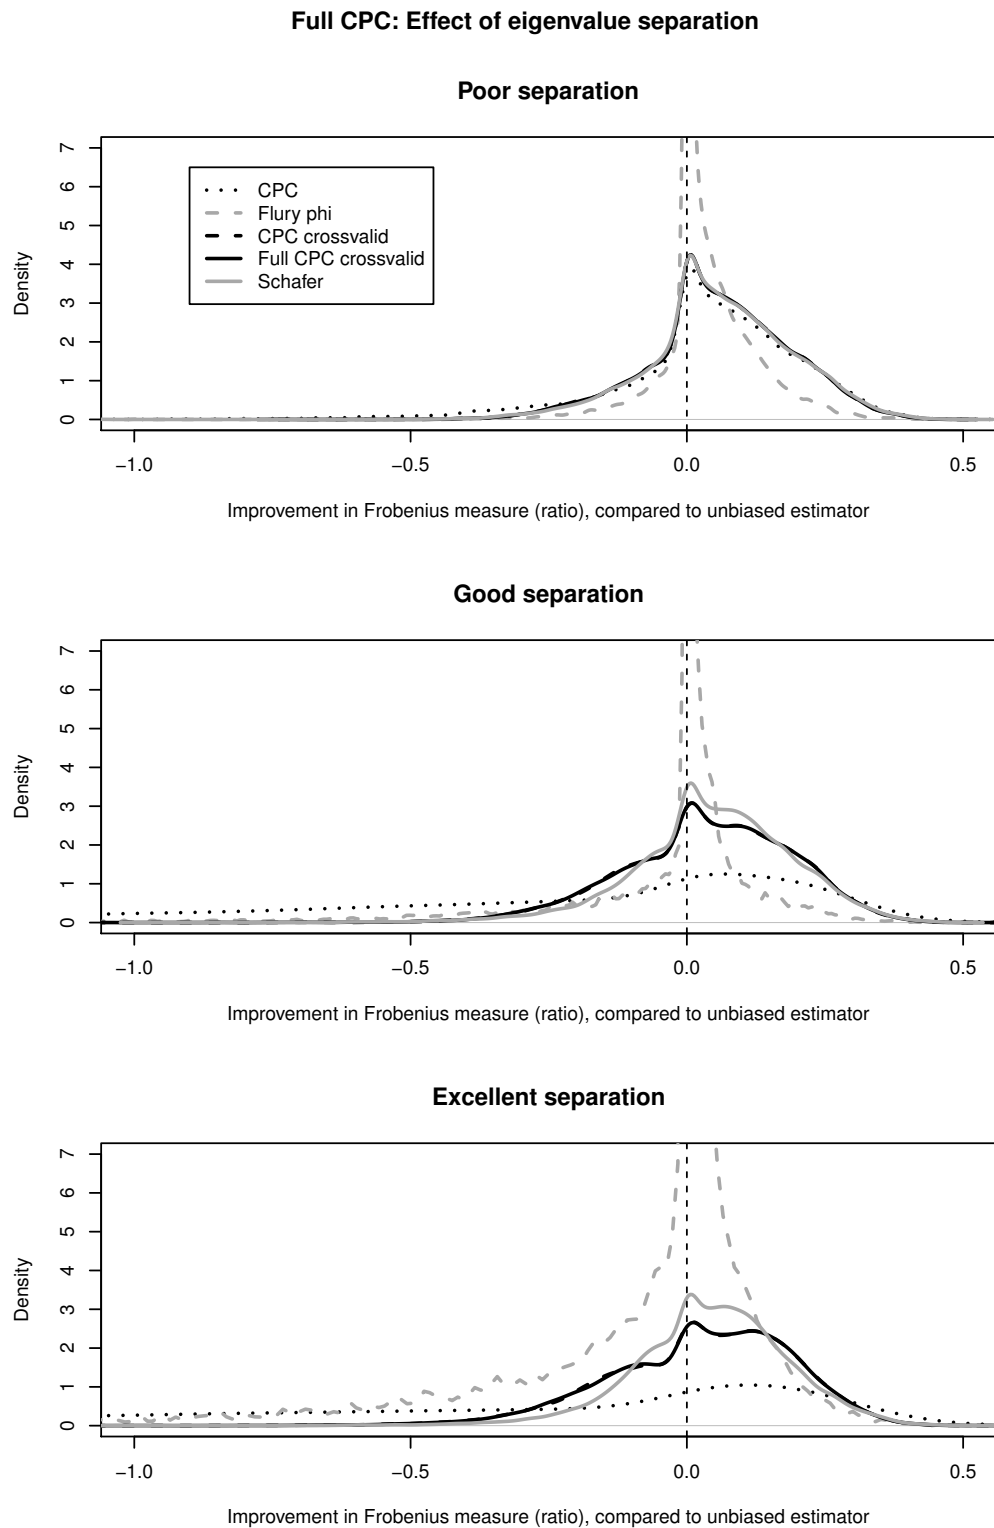 Full CPC: Effect of eigenvalue separation
Poor separation
Density
0 1 2 3 4 5 6 7
CPC
Flury phi
CPC crossvalid
Full CPC crossvalid
Schafer
−1.0 −0.5 0.0 0.5
Improvement in Frobenius measure (ratio), compared to unbiased estimator
Good separation
Density
0 1 2 3 4 5 6 7
−1.0 −0.5 0.0 0.5
Improvement in Frobenius measure (ratio), compared to unbiased estimator
Excellent separation
Density
0 1 2 3 4 5 6 7
−1.0 −0.5 0.0 0.5
Improvement in Frobenius measure (ratio), compared to unbiased estimator